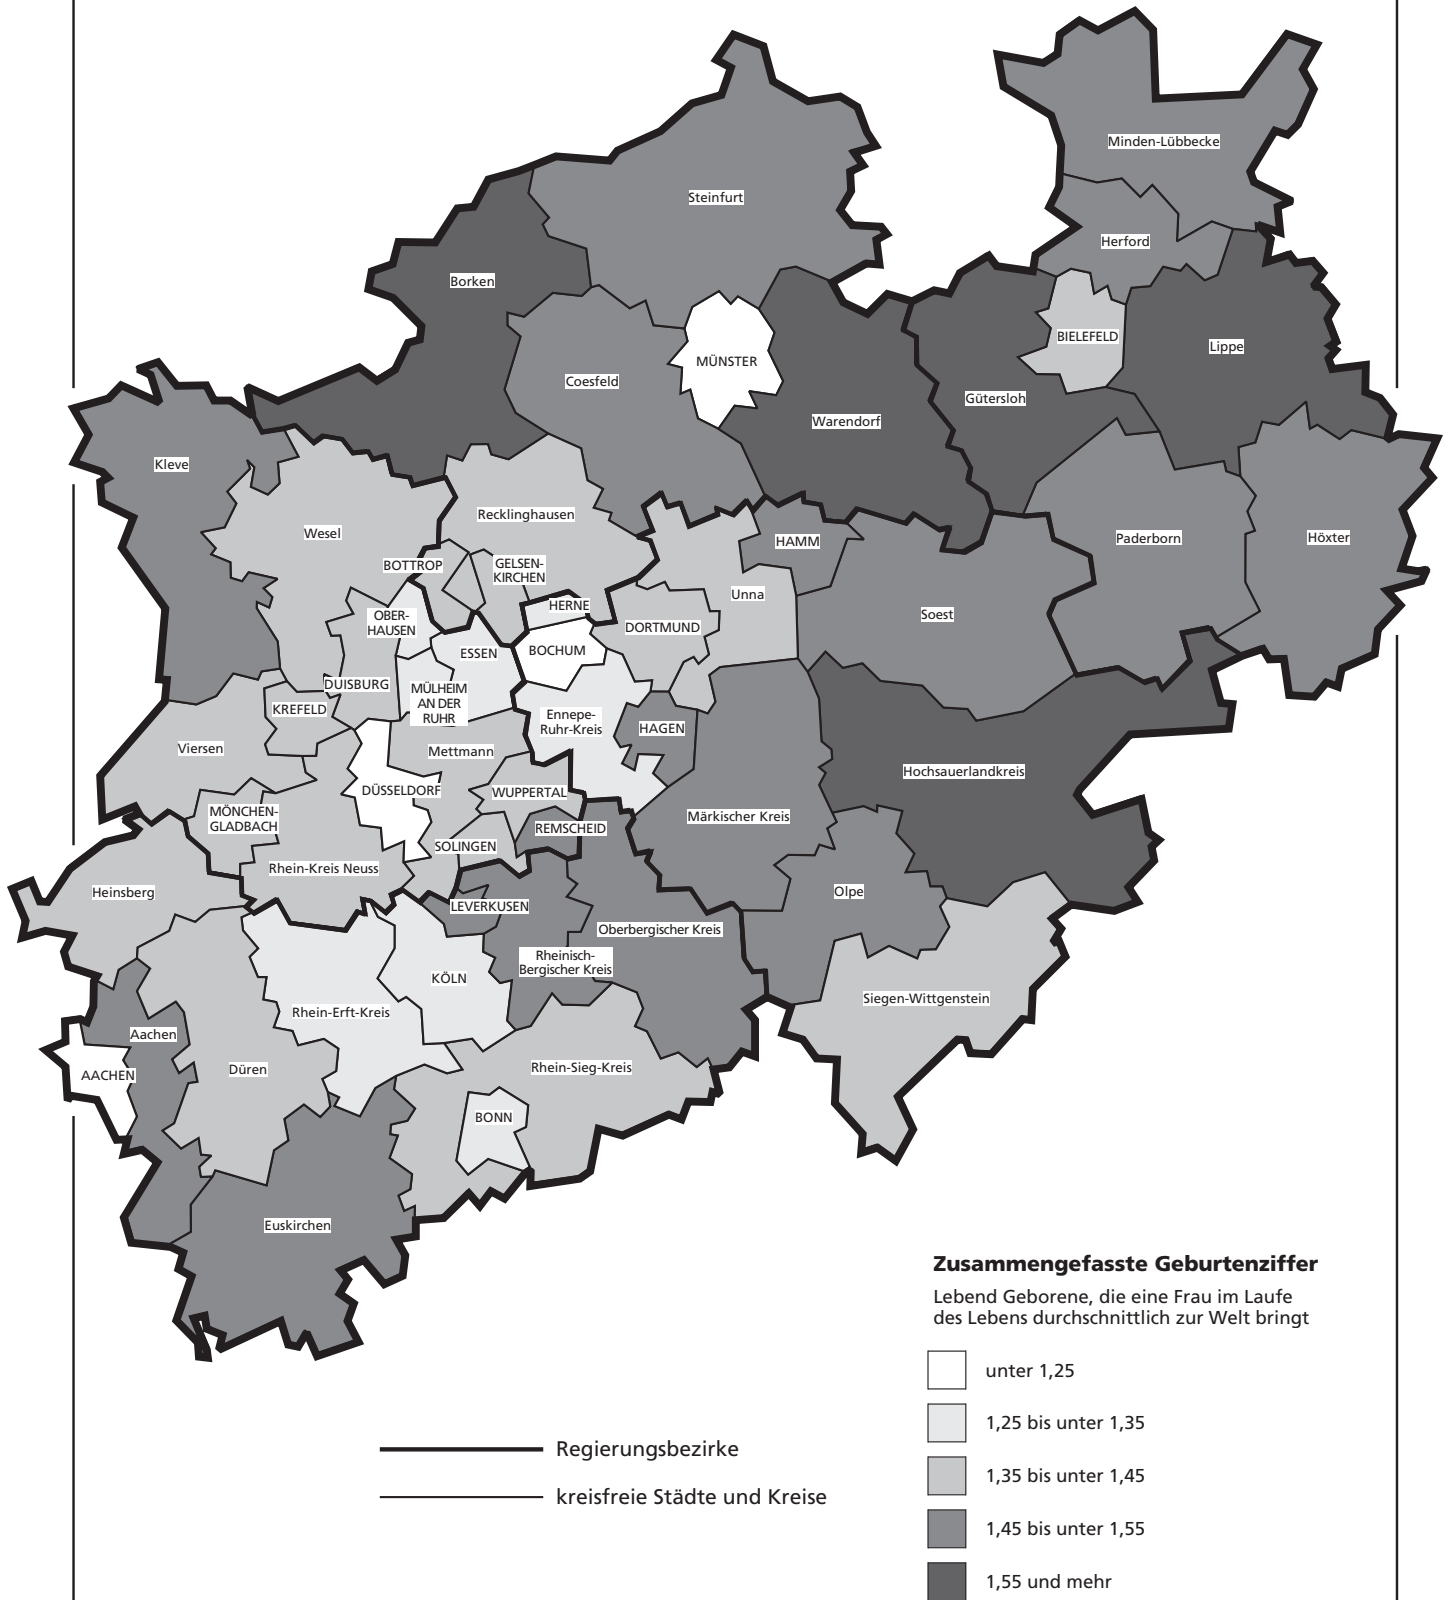 Minden-Lübbecke
Steinfurt
Herford
Borken
BIELEFELD
Lippe
MÜNSTER
Coesfeld
Gütersloh
Warendorf
Kleve
Recklinghausen
Wesel
HAMM
Paderborn
Höxter
BOTTROP
GELSEN-
KIRCHEN
Unna
HERNE
Soest
OBER-
HAUSEN
DORTMUND
ESSEN
BOCHUM
DUISBURG
MÜLHEIM
AN DER
RUHR
KREFELD
Ennepe-
Ruhr-Kreis
HAGEN
Viersen
Mettmann
Hochsauerlandkreis
DÜSSELDORF
WUPPERTAL
MÖNCHEN-
GLADBACH
Märkischer Kreis
REMSCHEID
SOLINGEN
Rhein-Kreis Neuss
Heinsberg
Olpe
LEVERKUSEN
Oberbergischer Kreis
Rheinisch-
Bergischer Kreis
KÖLN
Siegen-Wittgenstein
Rhein-Erft-Kreis
Aachen
Rhein-Sieg-Kreis
Düren
AACHEN
BONN
Euskirchen
Zusammengefasste Geburtenziffer
Lebend Geborene, die eine Frau im Laufe
des Lebens durchschnittlich zur Welt bringt
unter 1,25
1,25 bis unter 1,35
1,35 bis unter 1,45
1,45 bis unter 1,55
1,55 und mehr
Regierungsbezirke
kreisfreie Städte und Kreise